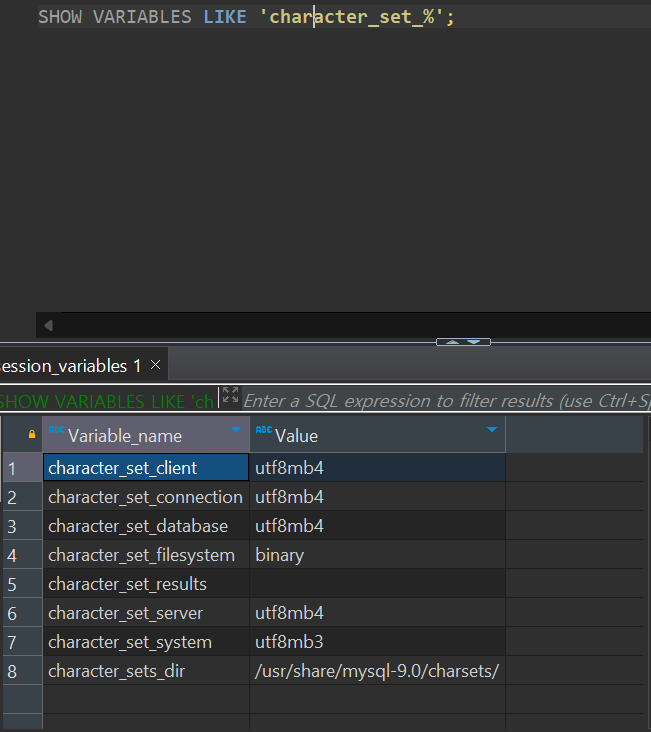 SHOW VARIABLES LIKE 'character_set_%';
session_variables 1
SHOW VARIABLES LIKE 'ch Enter a SQL expression to filter results (use Ctrl+Sp
Variable_name Value
1 character_set_client utf8mb4
2 character_set_connection utf8mb4
3 character_set_database utf8mb4
4 character_set_filesystem binary
5 character_set_results
6 character_set_server utf8mb4
7 character_set_system utf8mb3
8 character_sets_dir /usr/share/mysql-9.0/charsets/